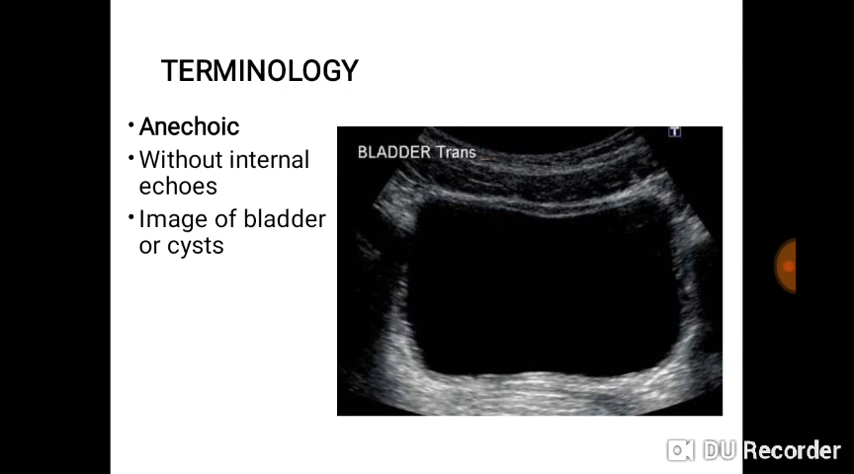 TERMINOLOGY
• Anechoic
• Without internal
echoes
• Image of bladder
or cysts
T
BLADDER Trans
DU Recorder